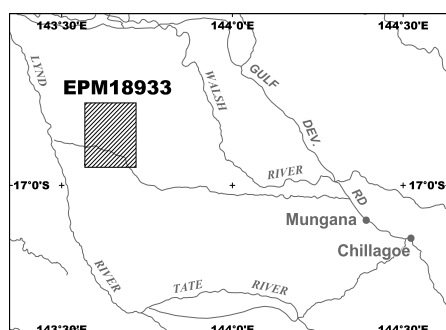 143°30'E
144°0'E
144°30'E
LYND
WALSH
GULF
EPM18933
DEV.
17°0'S
RIVER
17°0'S
RD
Mungana
Chillagoe
RIVER
TATE
RIVER
143°30'E
144°0'E
144°30'E